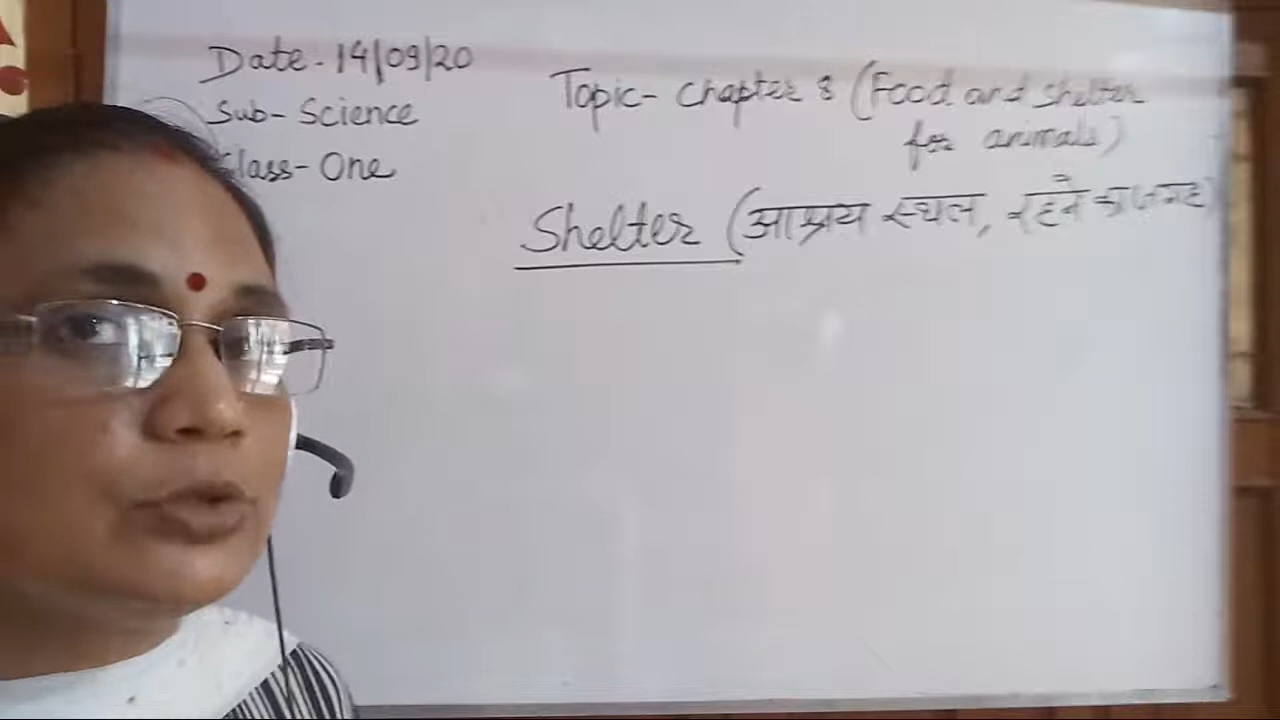 Date - 14/09/20
Sub- Science
Class- One
Topic- Chapter 8 (Food and shelter
for animals)
Shelter (आश्रय स्थल, रहने का जगह)